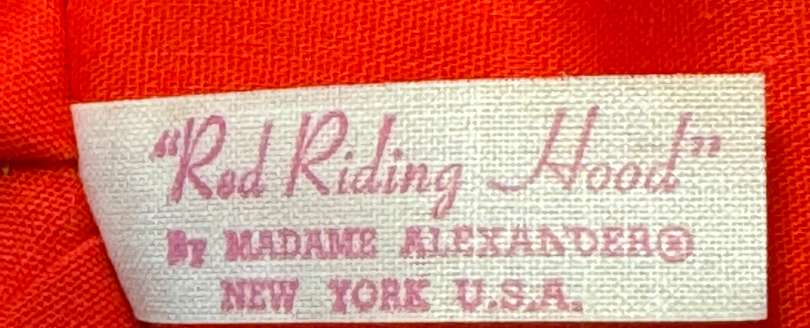 "Red Riding Hood"
By MADAME ALEXANDER®
NEW YORK U.S.A.